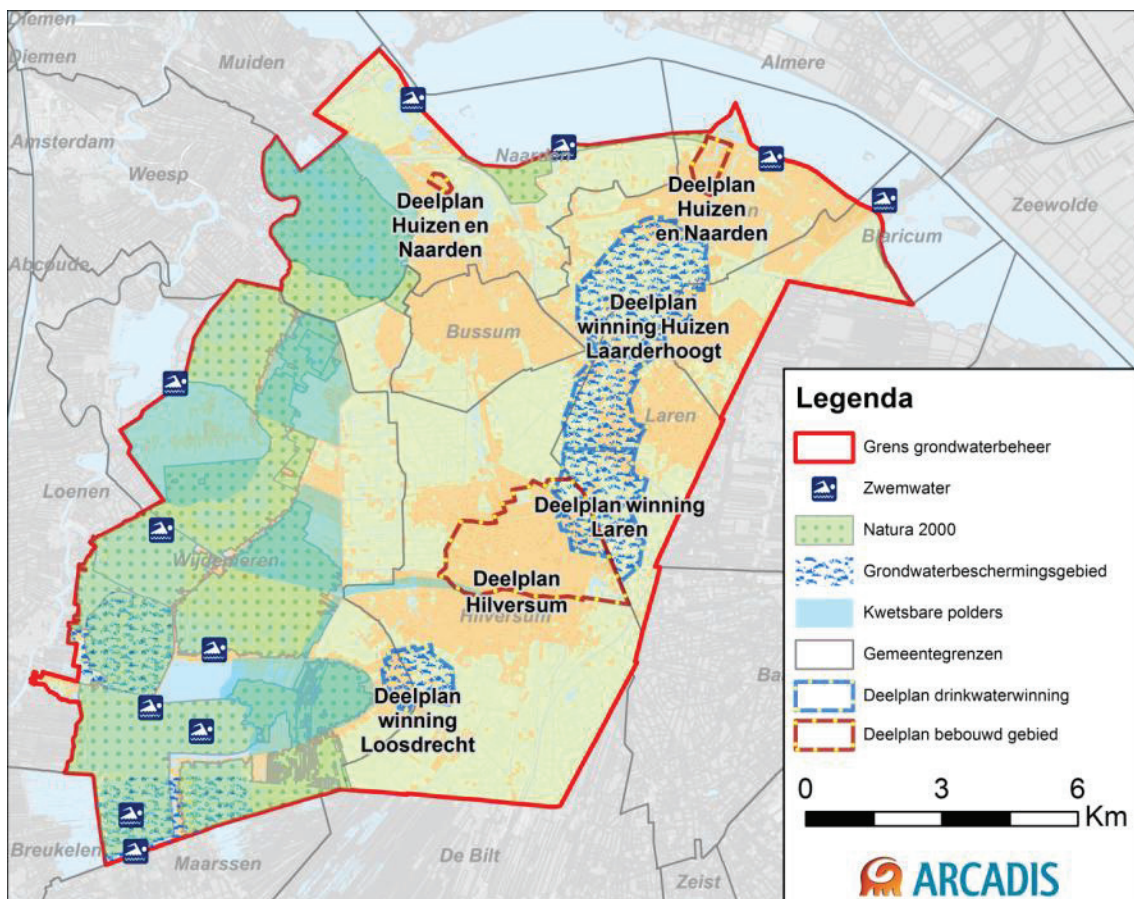 Diemen
Diemen
Muiden
Almere
Amsterdam
Weesp
Naarden
Zeewolde
Deelplan
Huizen en
Naarden
Deelplan
Huizen
en Naarden
Blaricum
Abcoude
Bussum
Deelplan
winning Huizen
Laarderhoogt
Laren
Loenen
Deelplan winning
Laren
Wijdemeren
Deelplan
Hilversum
Hilversum
Deelplan
winning
Loosdrecht
Breukelen
Maarssen
De Bilt
Zeist
Legenda
Grens grondwaterbeheer
Zwemwater
Natura 2000
Grondwaterbeschermingsgebied
Kwetsbare polders
Gemeentegrenzen
Deelplan drinkwaterwinning
Deelplan bebouwd gebied
0 3 6
Km
ARCADIS